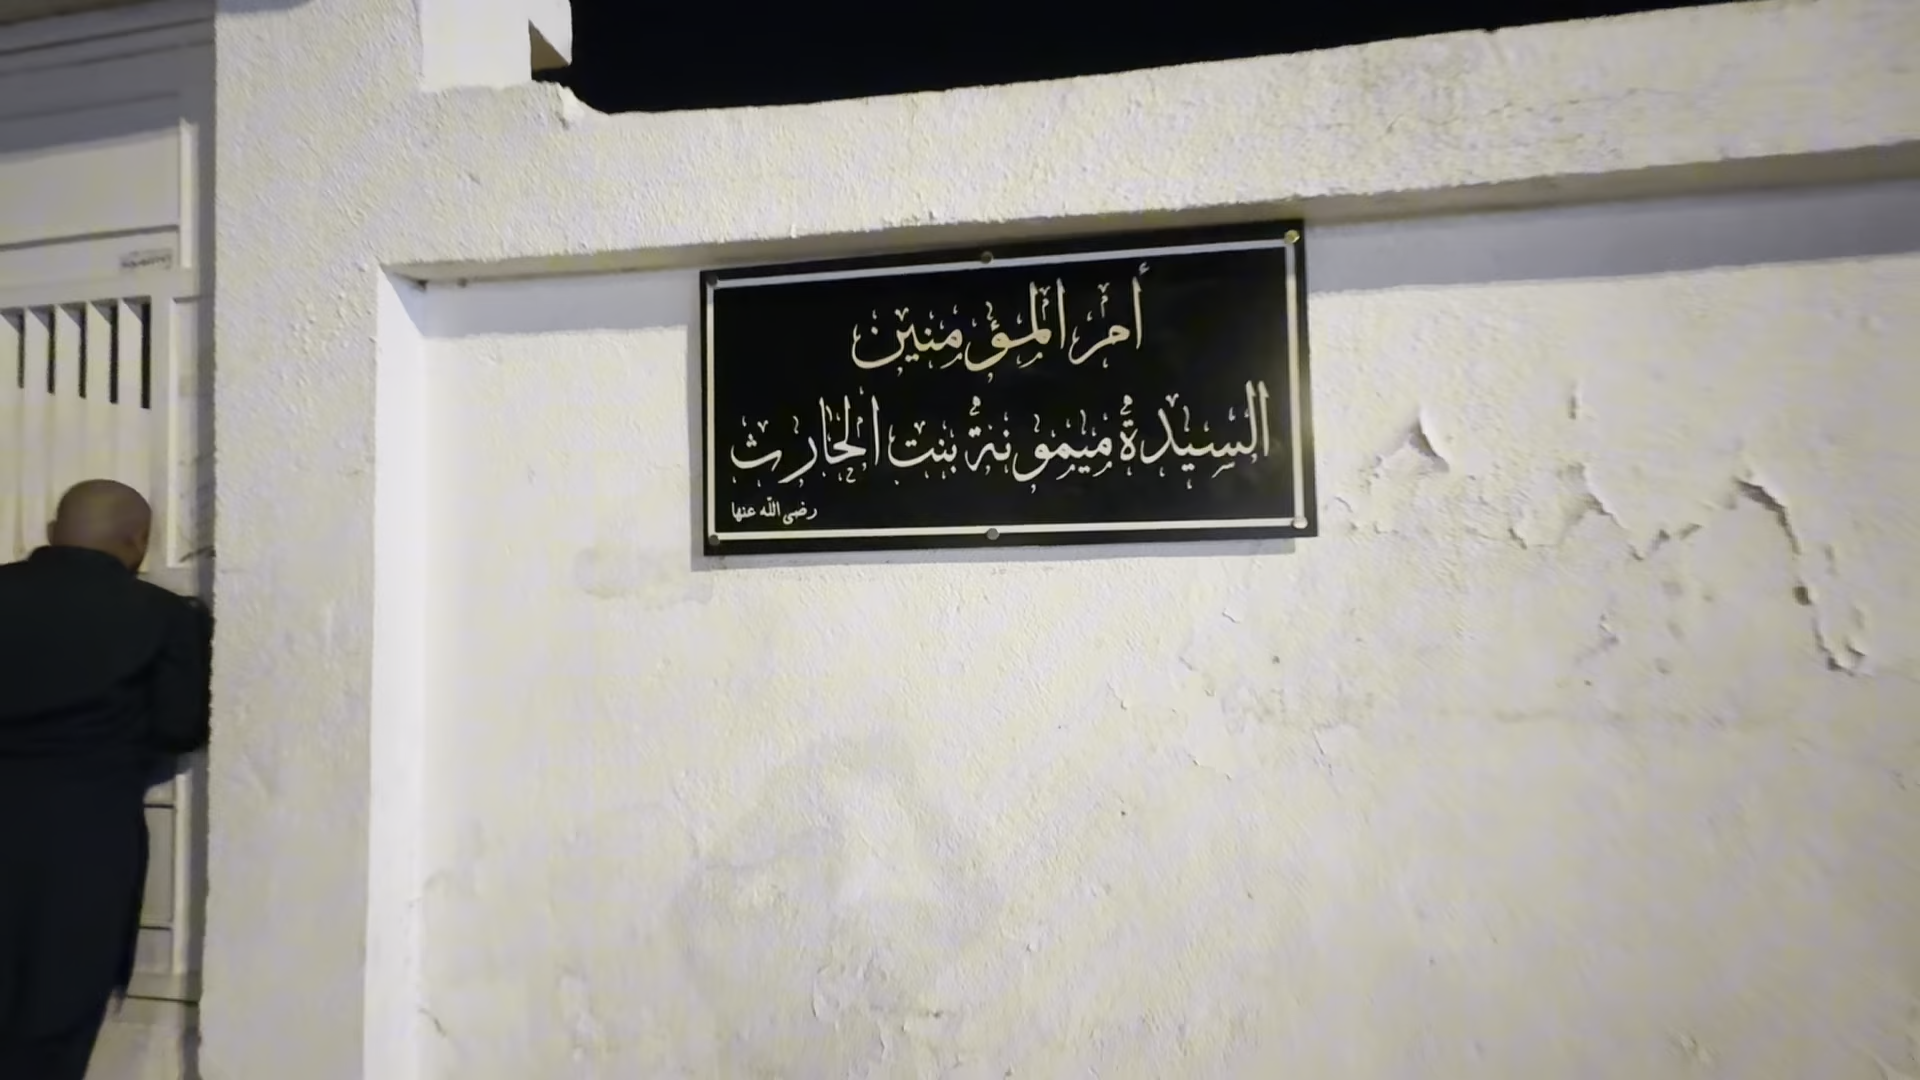 أم المؤمنين
السيدة ميمونة بنت الحارث
رضي الله عنها